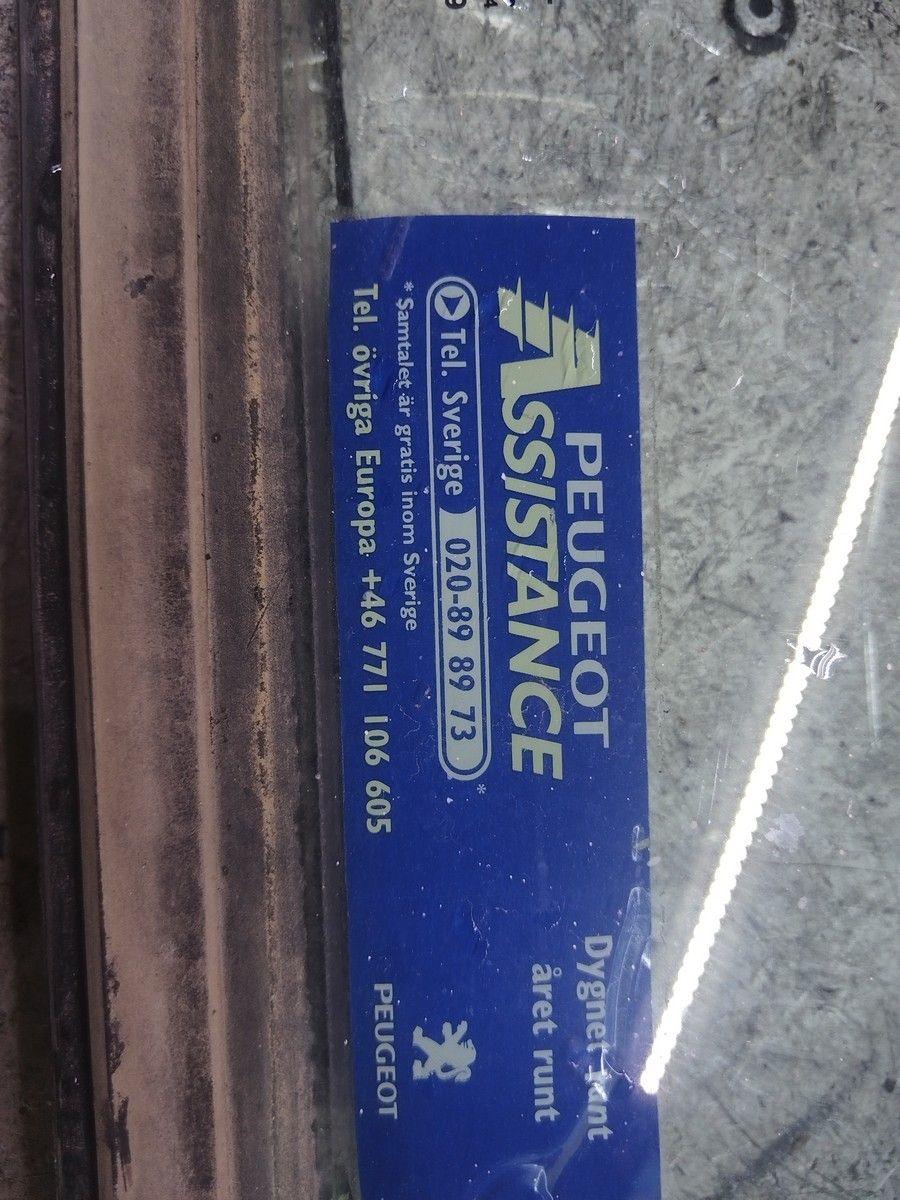 PEUGEOT
ASSISTANCE
Tel. Sverige 020-89 89 73 *
* Samtalet är gratis inom Sverige
Tel. övriga Europa +46 771 106 605
Dygnet runt
året runt
PEUGEOT